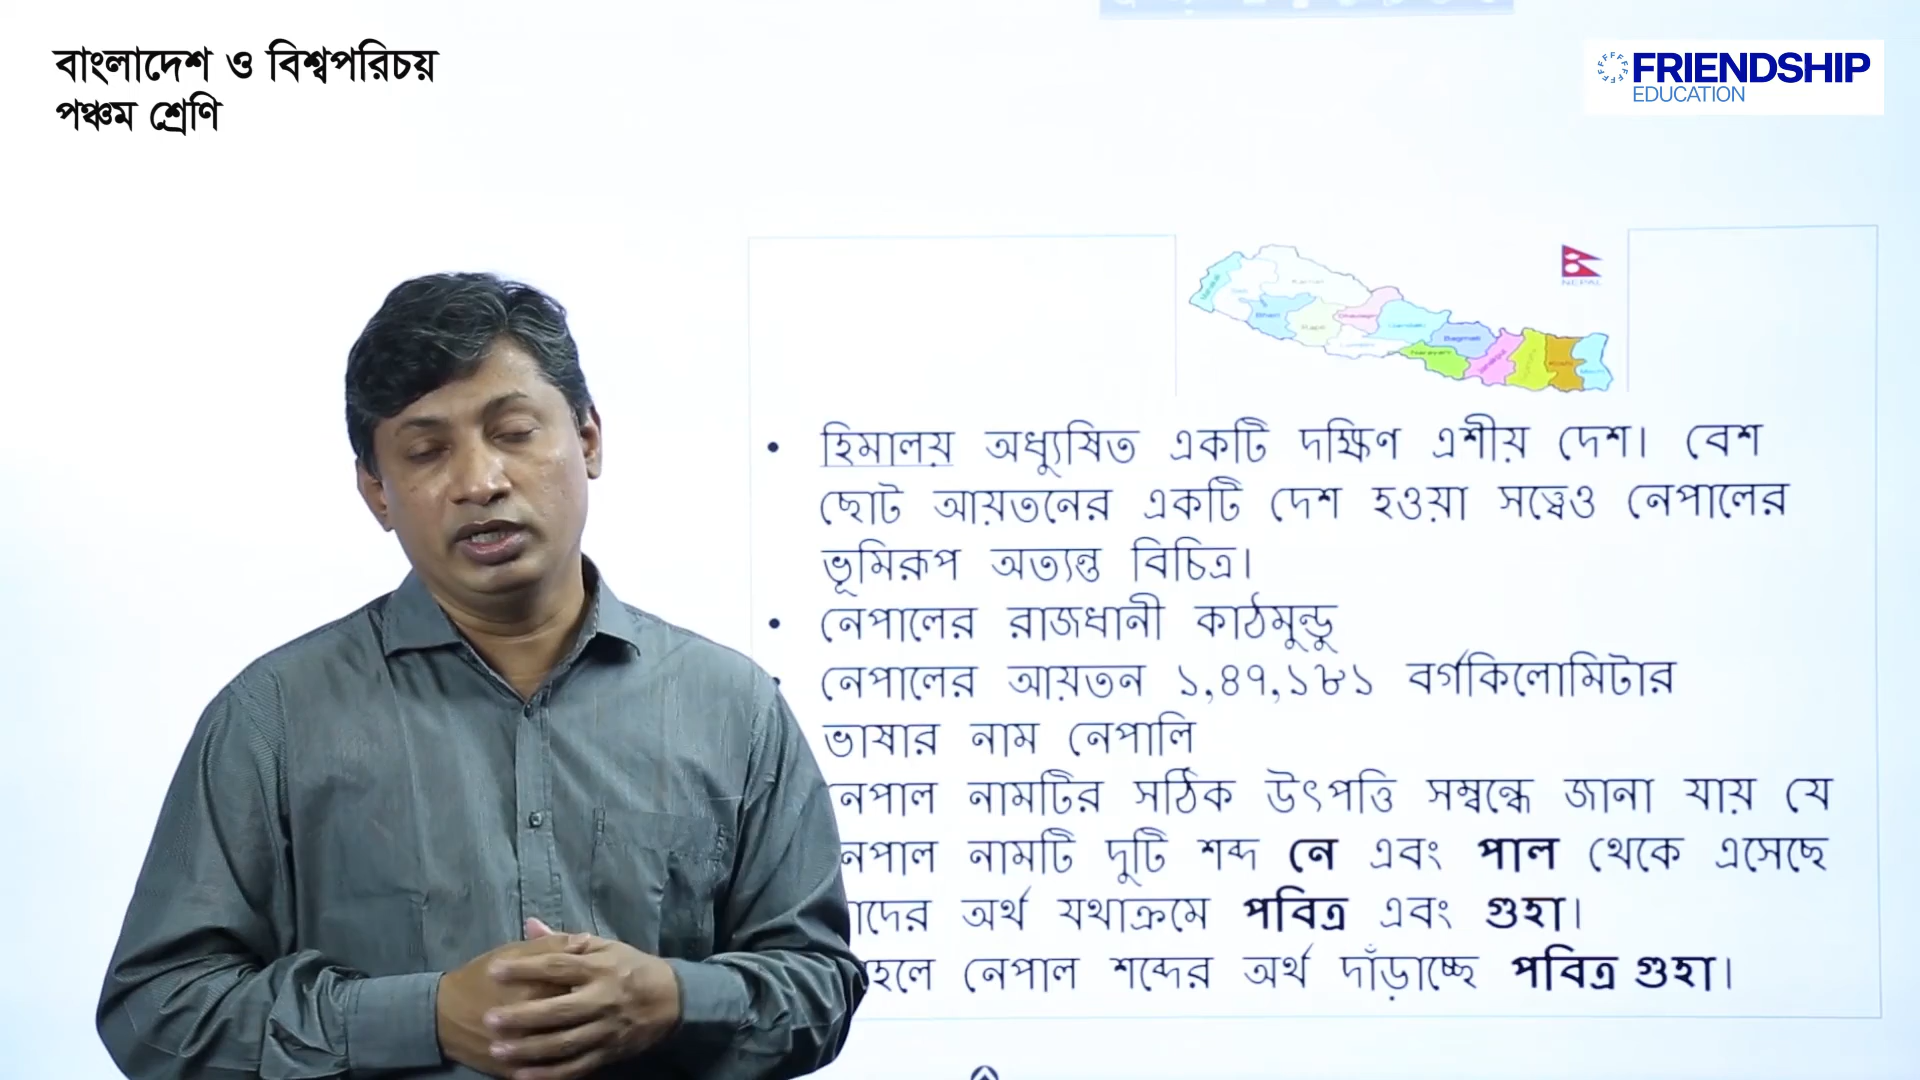 বাংলাদেশ ও বিশ্বপরিচয়
পঞ্চম শ্রেণি
FRIENDSHIP
EDUCATION
NEPAL
• হিমালয় অধ্যুষিত একটি দক্ষিণ এশীয় দেশ। বেশ
ছোট আয়তনের একটি দেশ হওয়া সত্ত্বেও নেপালের
ভূমিরূপ অত্যন্ত বিচিত্র।
• নেপালের রাজধানী কাঠমুন্ডু
নেপালের আয়তন ১,৪৭,১৮১ বর্গকিলোমিটার
ভাষার নাম নেপালি
নেপাল নামটির সঠিক উৎপত্তি সম্বন্ধে জানা যায় যে
নেপাল নামটি দুটি শব্দ নে এবং পাল থেকে এসেছে
অর্থ যথাক্রমে পবিত্র এবং গুহা।
নেপাল শব্দের অর্থ দাঁড়াচ্ছে পবিত্র গুহা।